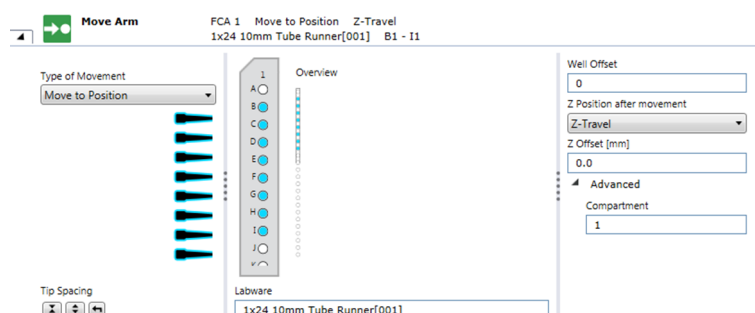 Move Arm
FCA 1 Move to Position Z-Travel
1x24 10mm Tube Runner[001] B1 - I1
Type of Movement
Move to Position
Tip Spacing
1
Overview
A
B
C
D
E
F
G
H
I
J
Labware
1x24 10mm Tube Runner[001]
Well Offset
0
Z Position after movement
Z-Travel
Z Offset [mm]
0.0
Advanced
Compartment
1